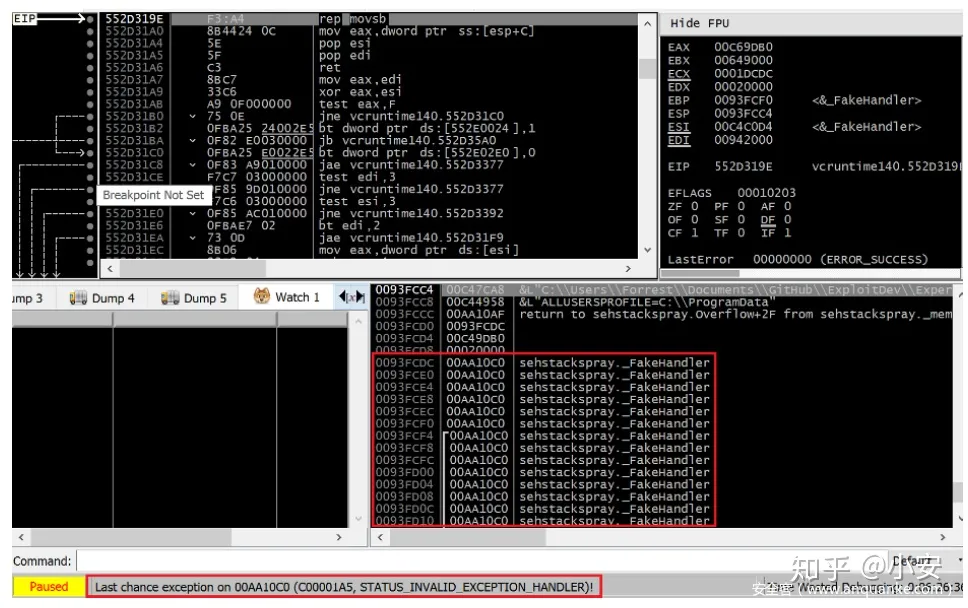 EIP
552D319E F3:A4 rep movsb
552D31A0 8B4424 0C mov eax,dword ptr ss:[esp+C]
552D31A4 5E pop esi
552D31A5 5F pop edi
552D31A6 C3 ret
552D31A7 8BC7 mov eax,edi
552D31A9 33C6 xor eax,esi
552D31AB A9 0F000000 test eax,F
552D31B0 75 0E jne vcruntime140.552D31C0
552D31B2 0FBA25 24002E5 bt dword ptr ds:[552E0024],1
552D31BA 0F82 E0030000 jb vcruntime140.552D35A0
552D31C0 0FBA25 E0022E5 bt dword ptr ds:[552E02E0],0
552D31C8 0F83 A9010000 jae vcruntime140.552D3377
552D31CE F7C7 03000000 test edi,3
0F85 9D010000 jne vcruntime140.552D3377
F7C6 03000000 test esi,3
552D31E0 0F85 AC010000 jne vcruntime140.552D3392
552D31E6 0FBAE7 02 bt edi,2
552D31EA 73 0D jae vcruntime140.552D31F9
552D31EC 8B06 mov eax,dword ptr ds:[esi]
Breakpoint Not Set
Hide FPU
EAX 00C69DB0
EBX 00649000
ECX 0001DCDC
EDX 00020000
EBP 0093FCF0 <&_FakeHandler>
ESP 0093FCC4
ESI 00C4C0D4 <&_FakeHandler>
EDI 00942000
EIP 552D319E vcruntime140.552D319E
EFLAGS 00010203
ZF 0 PF 0 AF 0
OF 0 SF 0 DF 0
CF 1 TF 0 IF 1
LastError 00000000 (ERROR_SUCCESS)
ump 3 Dump 4 Dump 5 Watch 1 [x]
0093FCC4 00C47CA8 &L"C:\\Users\\Forrest\\Documents\\GitHub\\ExploitDev\\Exper
0093FCC8 00C44958 &L"ALLUSERSPROFILE=C:\\ProgramData"
0093FCCC 00AA10AF return to sehstackspray.Overflow+2F from sehstackspray._mem
0093FCD0 0093FCDC
0093FCD4 00C49DB0
0093FCD8 00020000
0093FCDC 00AA10C0 sehstackspray._FakeHandler
0093FCE0 00AA10C0 sehstackspray._FakeHandler
0093FCE4 00AA10C0 sehstackspray._FakeHandler
0093FCE8 00AA10C0 sehstackspray._FakeHandler
0093FCEC 00AA10C0 sehstackspray._FakeHandler
0093FCF0 00AA10C0 sehstackspray._FakeHandler
0093FCF4 00AA10C0 sehstackspray._FakeHandler
0093FCF8 00AA10C0 sehstackspray._FakeHandler
0093FCFC 00AA10C0 sehstackspray._FakeHandler
0093FD00 00AA10C0 sehstackspray._FakeHandler
0093FD04 00AA10C0 sehstackspray._FakeHandler
0093FD08 00AA10C0 sehstackspray._FakeHandler
0093FD0C 00AA10C0 sehstackspray._FakeHandler
0093FD10 00AA10C0 sehstackspray._FakeHandler
Command: Default
知乎 @小安
Paused Last chance exception on 00AA10C0 (C00001A5, STATUS_INVALID_EXCEPTION_HANDLER)!
Time Wasted Debugging: